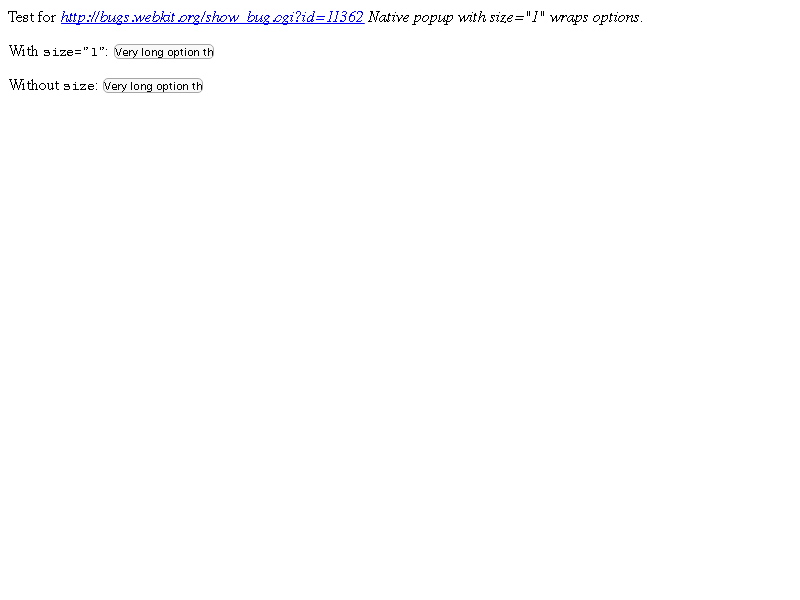 Test for http://bugs.webkit.org/show_bug.cgi?id=11362 Native popup with size="1" wraps options.
With size="1": Very long option th
Without size: Very long option th